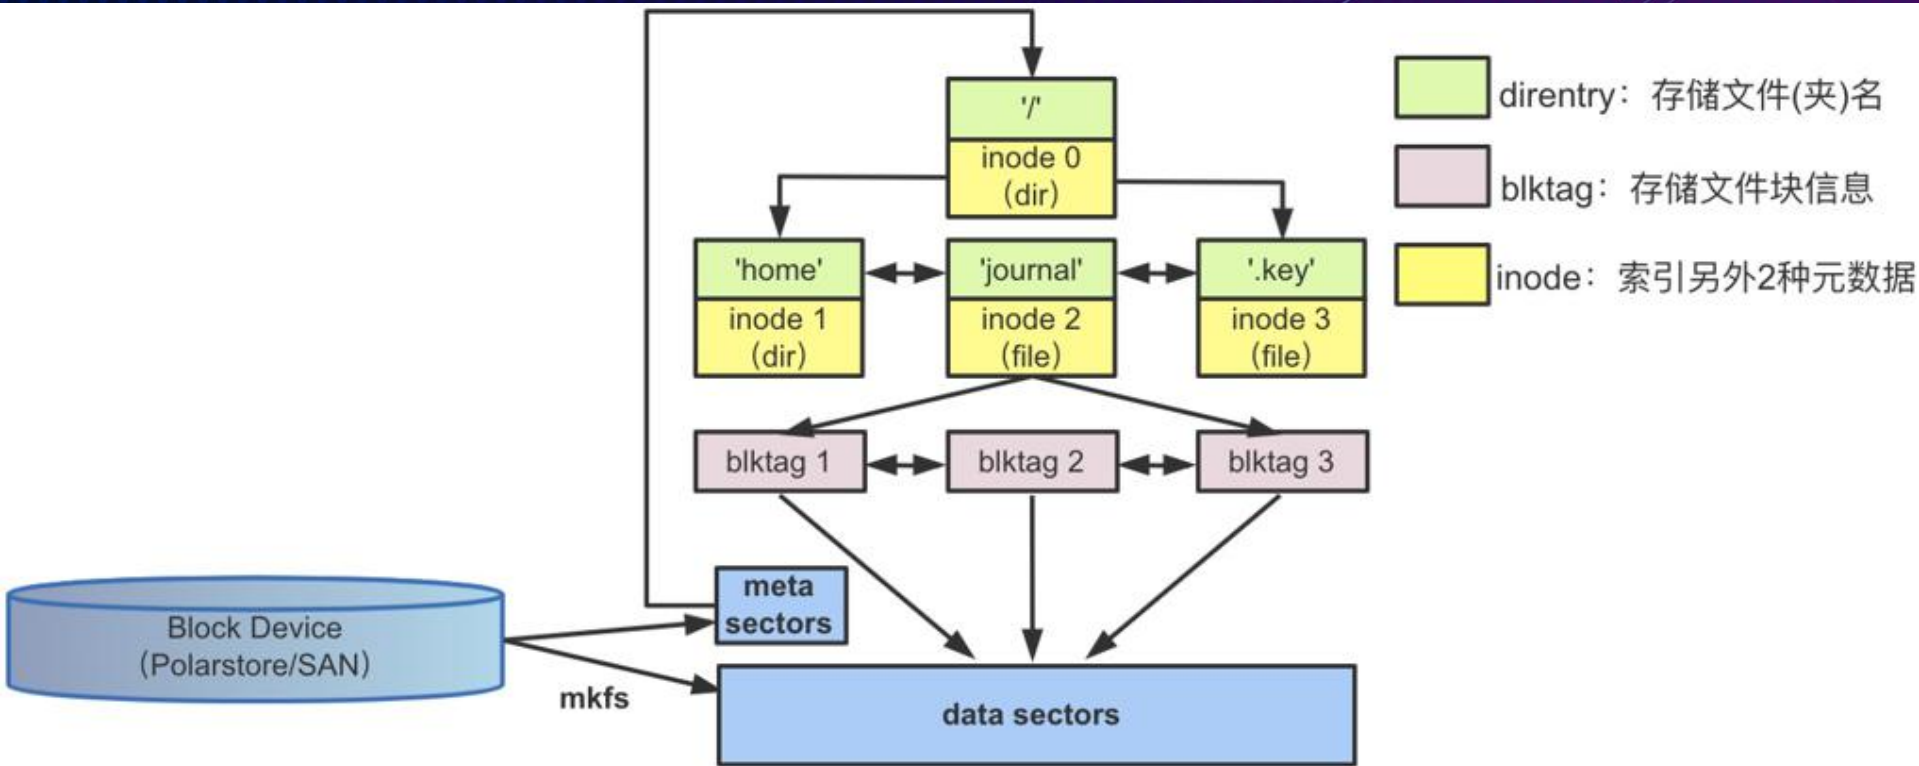 '/'
inode 0
(dir)
'home'
inode 1
(dir)
'journal'
inode 2
(file)
'.key'
inode 3
(file)
direntry：存储文件(夹)名
blktag：存储文件块信息
inode：索引另外2种元数据
blktag 1
blktag 2
blktag 3
meta
sectors
Block Device
(Polarstore/SAN)
mkfs
data sectors